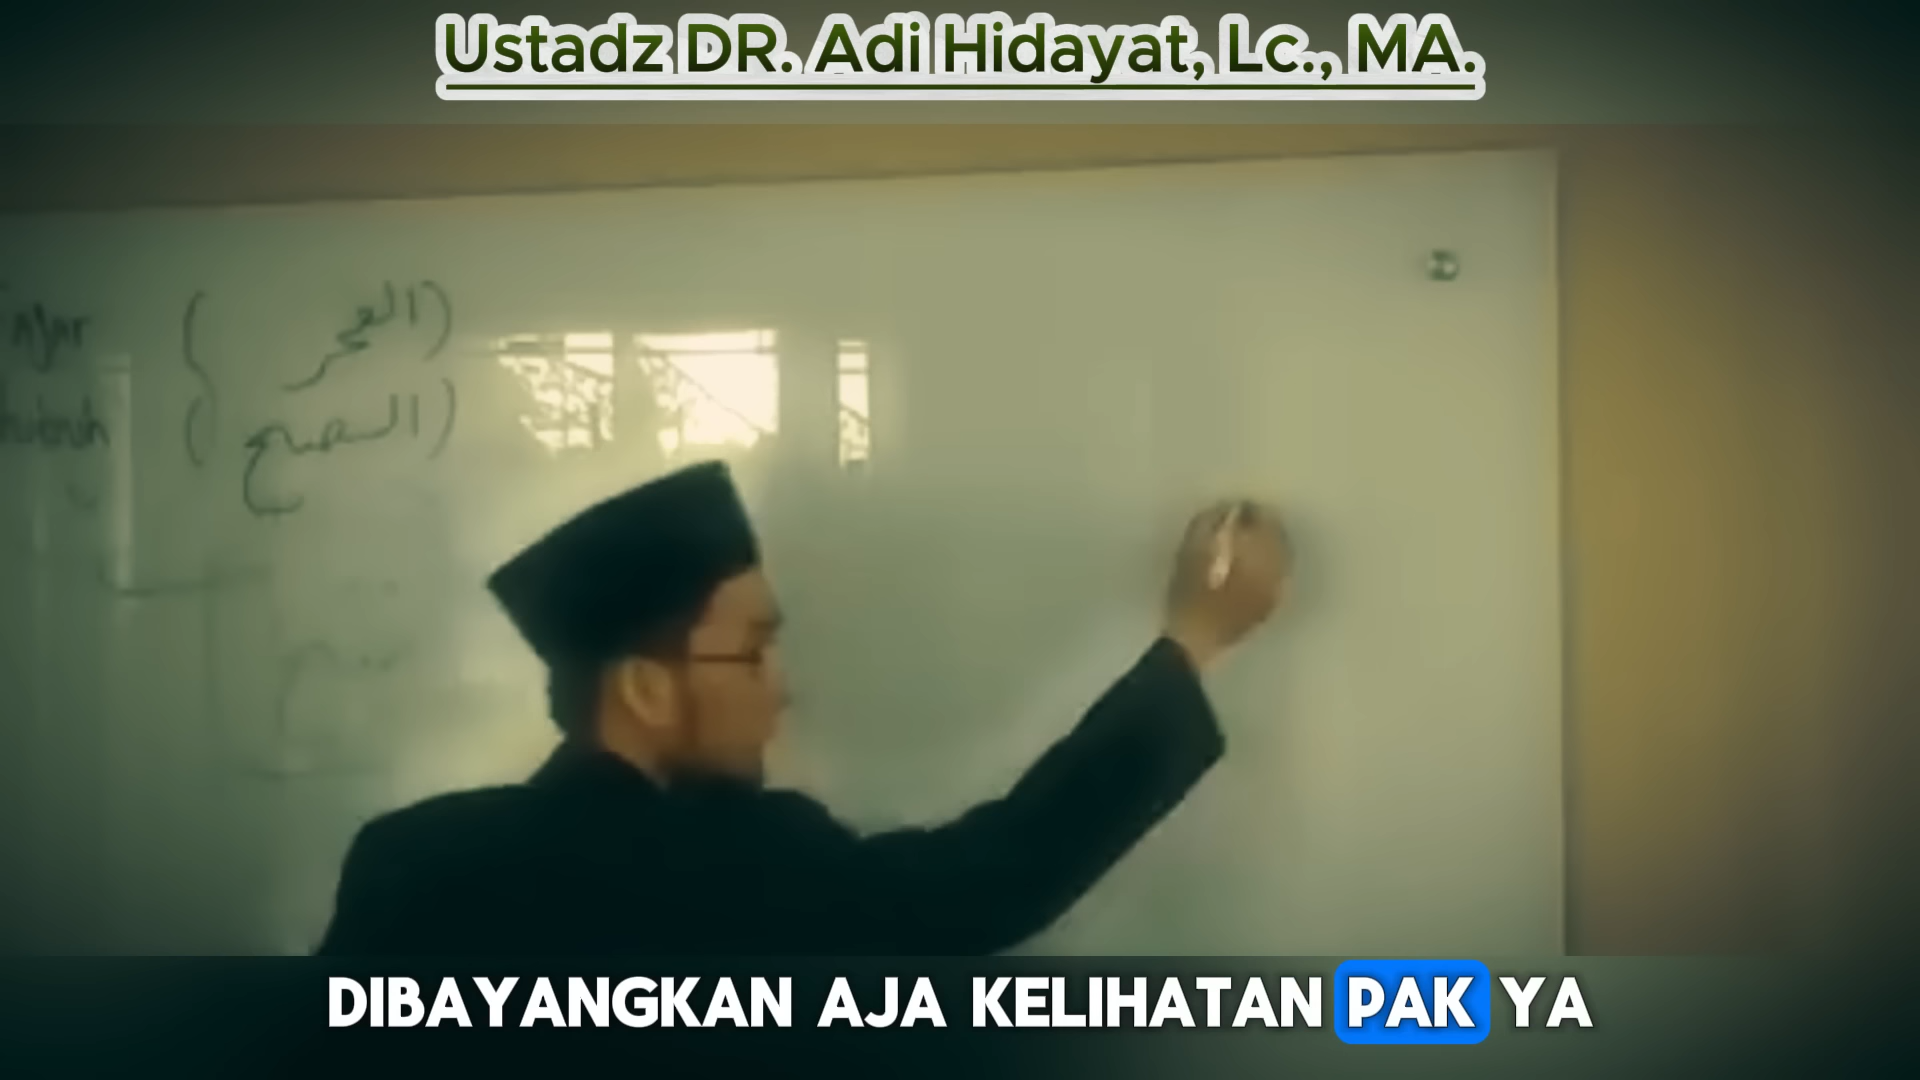 Ustadz DR. Adi Hidayat, Lc., MA.
(الفجر)
(الصبح)
DIBAYANGKAN AJA KELIHATAN PAK YA